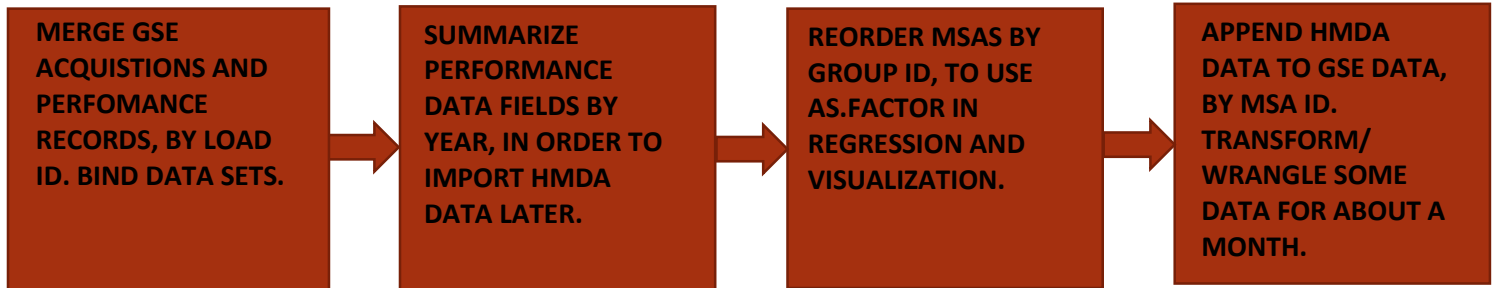 MERGE GSE
ACQUISTIONS AND
PERFOMANCE
RECORDS, BY LOAD
ID. BIND DATA SETS.
SUMMARIZE
PERFORMANCE
DATA FIELDS BY
YEAR, IN ORDER TO
IMPORT HMDA
DATA LATER.
REORDER MSAS BY
GROUP ID, TO USE
AS.FACTOR IN
REGRESSION AND
VISUALIZATION.
APPEND HMDA
DATA TO GSE DATA,
BY MSA ID.
TRANSFORM/
WRANGLE SOME
DATA FOR ABOUT A
MONTH.